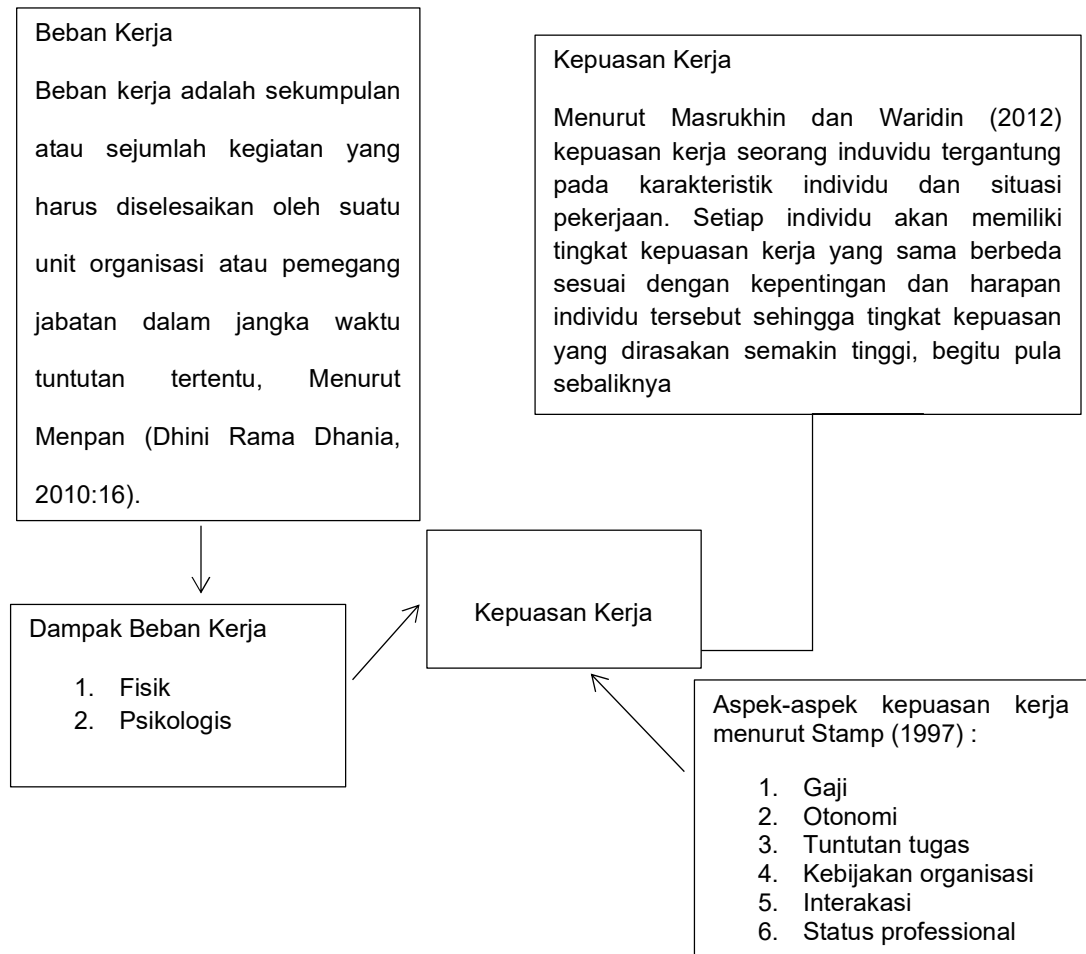 Beban Kerja
Beban kerja adalah sekumpulan
atau sejumlah kegiatan yang
harus diselesaikan oleh suatu
unit organisasi atau pemegang
jabatan dalam jangka waktu
tuntutan tertentu, Menurut
Menpan (Dhini Rama Dhania,
2010:16).
Kepuasan Kerja
Menurut Masrukhin dan Waridin (2012)
kepuasan kerja seorang induvidu tergantung
pada karakteristik individu dan situasi
pekerjaan. Setiap individu akan memiliki
tingkat kepuasan kerja yang sama berbeda
sesuai dengan kepentingan dan harapan
individu tersebut sehingga tingkat kepuasan
yang dirasakan semakin tinggi, begitu pula
sebaliknya
Kepuasan Kerja
Dampak Beban Kerja
1. Fisik
2. Psikologis
Aspek-aspek kepuasan kerja
menurut Stamp (1997) :
1. Gaji
2. Otonomi
3. Tuntutan tugas
4. Kebijakan organisasi
5. Interakasi
6. Status professional